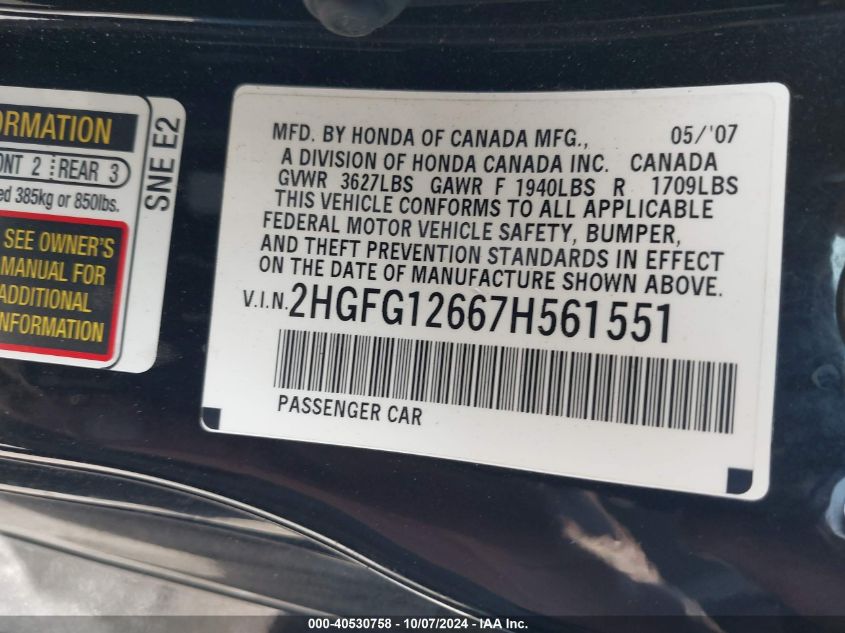 ORMATION
ONT 2 REAR 3
ed 385kg or 850lbs.
SEE OWNER'S
MANUAL FOR
ADDITIONAL
INFORMATION
SNE E2
MFD. BY HONDA OF CANADA MFG., 05/'07
A DIVISION OF HONDA CANADA INC. CANADA
GVWR 3627LBS GAWR F 1940LBS R 1709LBS
THIS VEHICLE CONFORMS TO ALL APPLICABLE
FEDERAL MOTOR VEHICLE SAFETY, BUMPER,
AND THEFT PREVENTION STANDARDS IN EFFECT
ON THE DATE OF MANUFACTURE SHOWN ABOVE.
V.I.N. 2HGFG12667H561551
PASSENGER CAR
000-40530758 - 10/07/2024 - IAAI.com